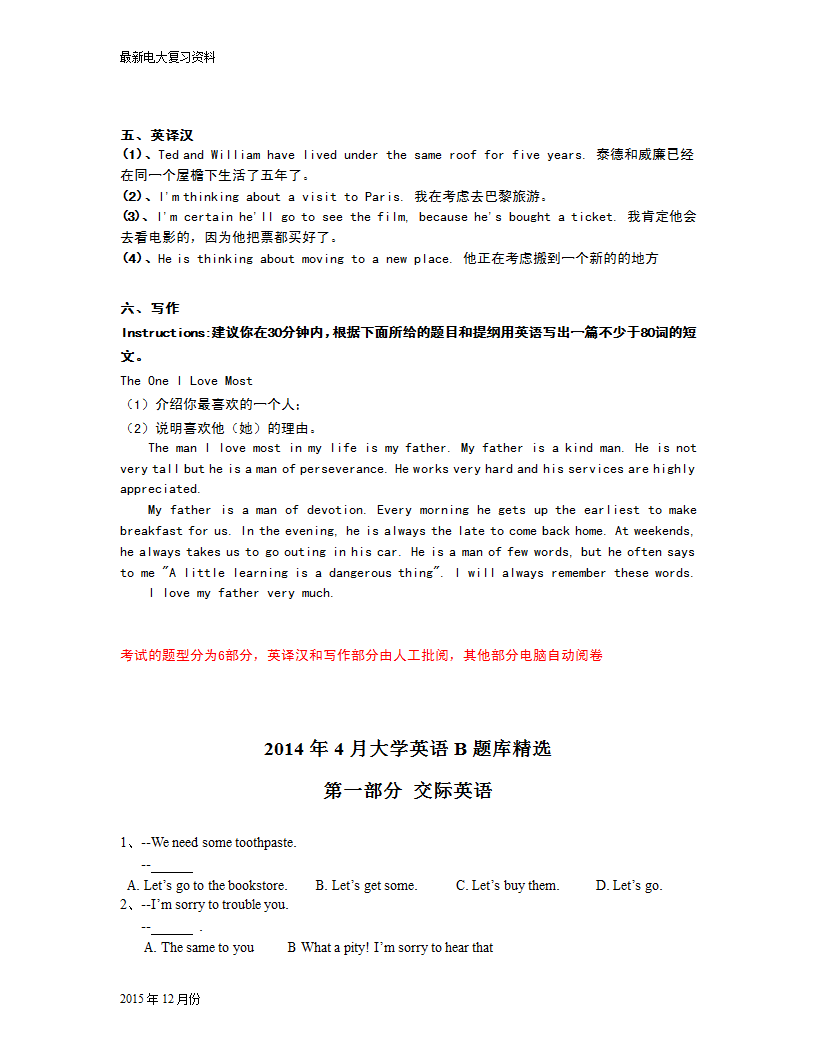 最新电大复习资料
五、英译汉
(1)、Ted and William have lived under the same roof for five years. 泰德和威廉已经
在同一个屋檐下生活了五年了。
(2)、I'm thinking about a visit to Paris. 我在考虑去巴黎旅游。
(3)、I'm certain he'll go to see the film, because he's bought a ticket. 我肯定他会
去看电影的，因为他把票都买好了。
(4)、He is thinking about moving to a new place. 他正在考虑搬到一个新的的地方
六、写作
Instructions:建议你在30分钟内,根据下面所给的题目和提纲用英语写出一篇不少于80词的短
文。
The One I Love Most
（1）介绍你最喜欢的一个人；
（2）说明喜欢他（她）的理由。
The man I love most in my life is my father. My father is a kind man. He is not
very tall but he is a man of perseverance. He works very hard and his services are highly
appreciated.
My father is a man of devotion. Every morning he gets up the earliest to make
breakfast for us. In the evening, he is always the late to come back home. At weekends,
he always takes us to go outing in his car. He is a man of few words, but he often says
to me "A little learning is a dangerous thing". I will always remember these words.
I love my father very much.
考试的题型分为6部分，英译汉和写作部分由人工批阅，其他部分电脑自动阅卷
2014 年 4 月大学英语 B 题库精选
第一部分 交际英语
1、--We need some toothpaste.
--______
A. Let's go to the bookstore. B. Let's get some. C. Let's buy them. D. Let's go.
2、--I'm sorry to trouble you.
--______ .
A. The same to you B What a pity! I'm sorry to hear that
2015 年 12 月份